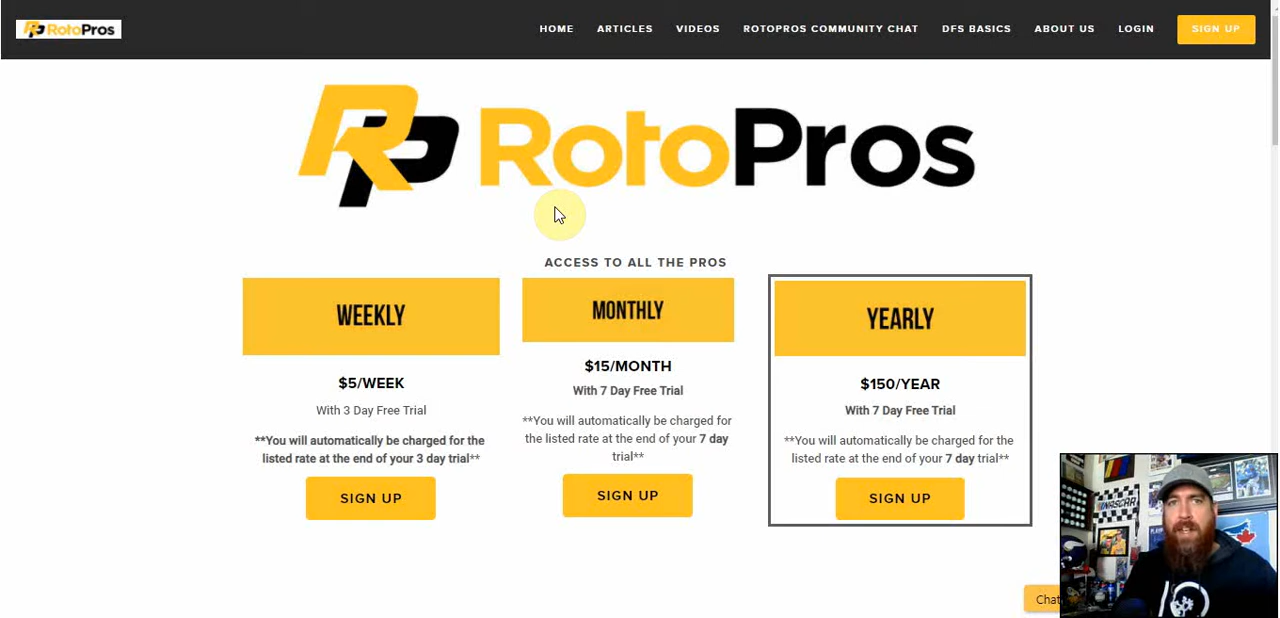 RotoPros
HOME ARTICLES VIDEOS ROTOPROS COMMUNITY CHAT DFS BASICS ABOUT US LOGIN SIGN UP
RP RotoPros
ACCESS TO ALL THE PROS
WEEKLY
$5/WEEK
With 3 Day Free Trial
**You will automatically be charged for the
listed rate at the end of your 3 day trial**
SIGN UP
MONTHLY
$15/MONTH
With 7 Day Free Trial
**You will automatically be charged for
the listed rate at the end of your 7 day
trial**
SIGN UP
YEARLY
$150/YEAR
With 7 Day Free Trial
**You will automatically be charged for the
listed rate at the end of your 7 day trial**
SIGN UP
Chat
NASCAR